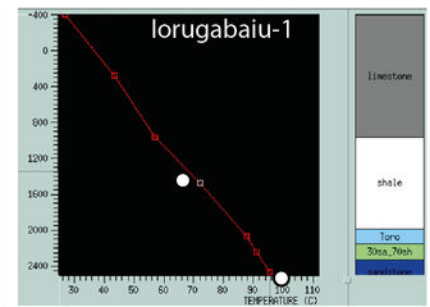 Iorugabaiu-1
-400
0
400
800
1200
1600
2000
2400
30 40 50 60 70 80 90 100 110
TEMPERATURE (C)
limestone
shale
Toro
30sa_70sh
sandstone